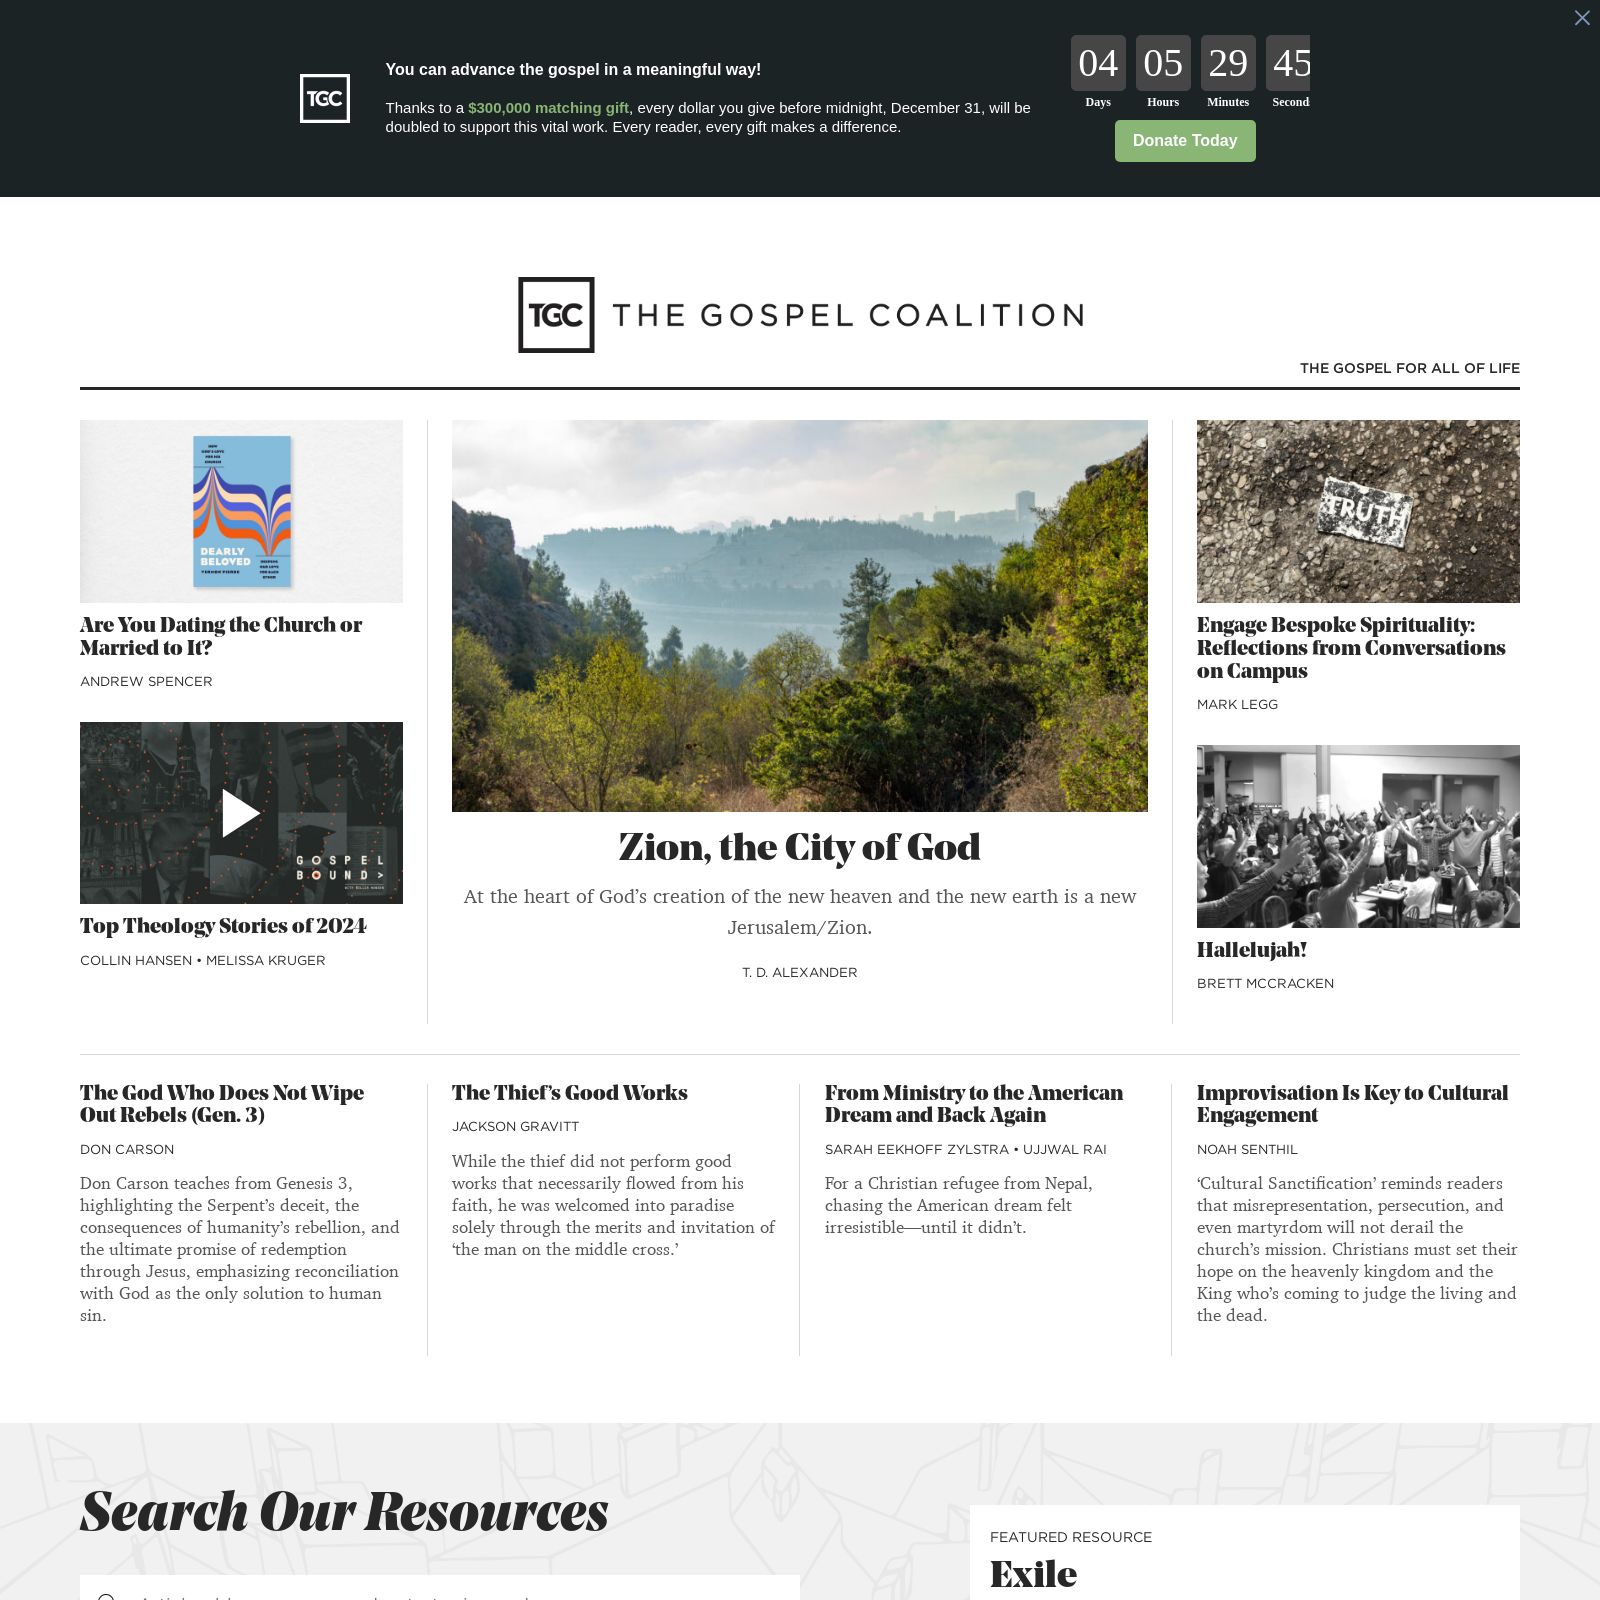 TGC
You can advance the gospel in a meaningful way!
Thanks to a $300,000 matching gift, every dollar you give before midnight, December 31, will be
doubled to support this vital work. Every reader, every gift makes a difference.
04 05 29 45
Days Hours Minutes Second
Donate Today
TGC THE GOSPEL COALITION
THE GOSPEL FOR ALL OF LIFE
DEARLY
BELOVED
VERMON PIERRE
Are You Dating the Church or
Married to It?
ANDREW SPENCER
GOSPEL
BOUND >
Top Theology Stories of 2024
COLLIN HANSEN • MELISSA KRUGER
Zion, the City of God
At the heart of God’s creation of the new heaven and the new earth is a new
Jerusalem/Zion.
T. D. ALEXANDER
TRUTH
Engage Bespoke Spirituality:
Reflections from Conversations
on Campus
MARK LEGG
Hallelujah!
BRETT MCCRACKEN
The God Who Does Not Wipe
Out Rebels (Gen. 3)
DON CARSON
Don Carson teaches from Genesis 3,
highlighting the Serpent’s deceit, the
consequences of humanity’s rebellion, and
the ultimate promise of redemption
through Jesus, emphasizing reconciliation
with God as the only solution to human
sin.
The Thief’s Good Works
JACKSON GRAVITT
While the thief did not perform good
works that necessarily flowed from his
faith, he was welcomed into paradise
solely through the merits and invitation of
‘the man on the middle cross.’
From Ministry to the American
Dream and Back Again
SARAH EEKHOFF ZYLSTRA • UJJWAL RAI
For a Christian refugee from Nepal,
chasing the American dream felt
irresistible—until it didn’t.
Improvisation Is Key to Cultural
Engagement
NOAH SENTHIL
‘Cultural Sanctification’ reminds readers
that misrepresentation, persecution, and
even martyrdom will not derail the
church’s mission. Christians must set their
hope on the heavenly kingdom and the
King who’s coming to judge the living and
the dead.
Search Our Resources
FEATURED RESOURCE
Exile